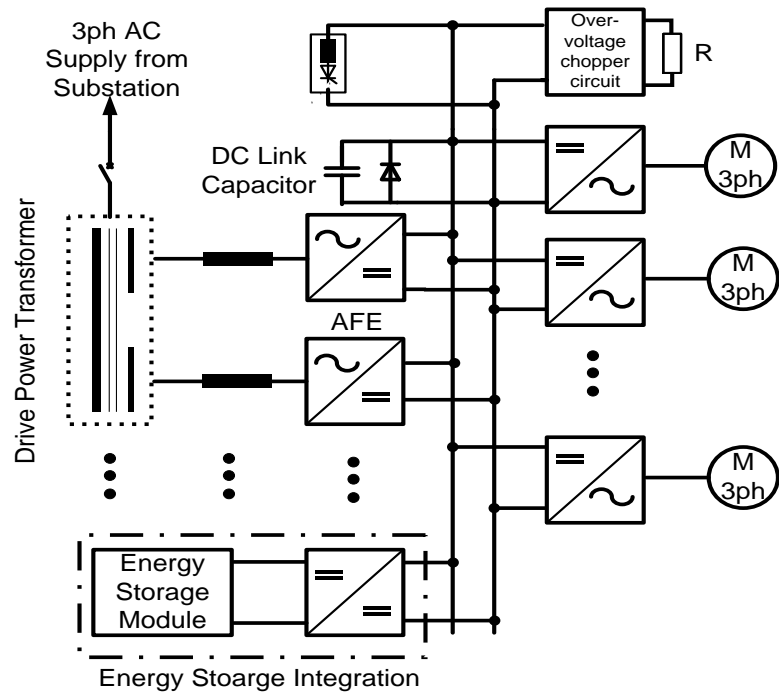 3ph AC
Supply from
Substation
Over-
voltage
chopper
circuit
R
DC Link
Capacitor
M
3ph
Drive Power Transformer
AFE
M
3ph
M
3ph
Energy
Storage
Module
Energy Stoarge Integration